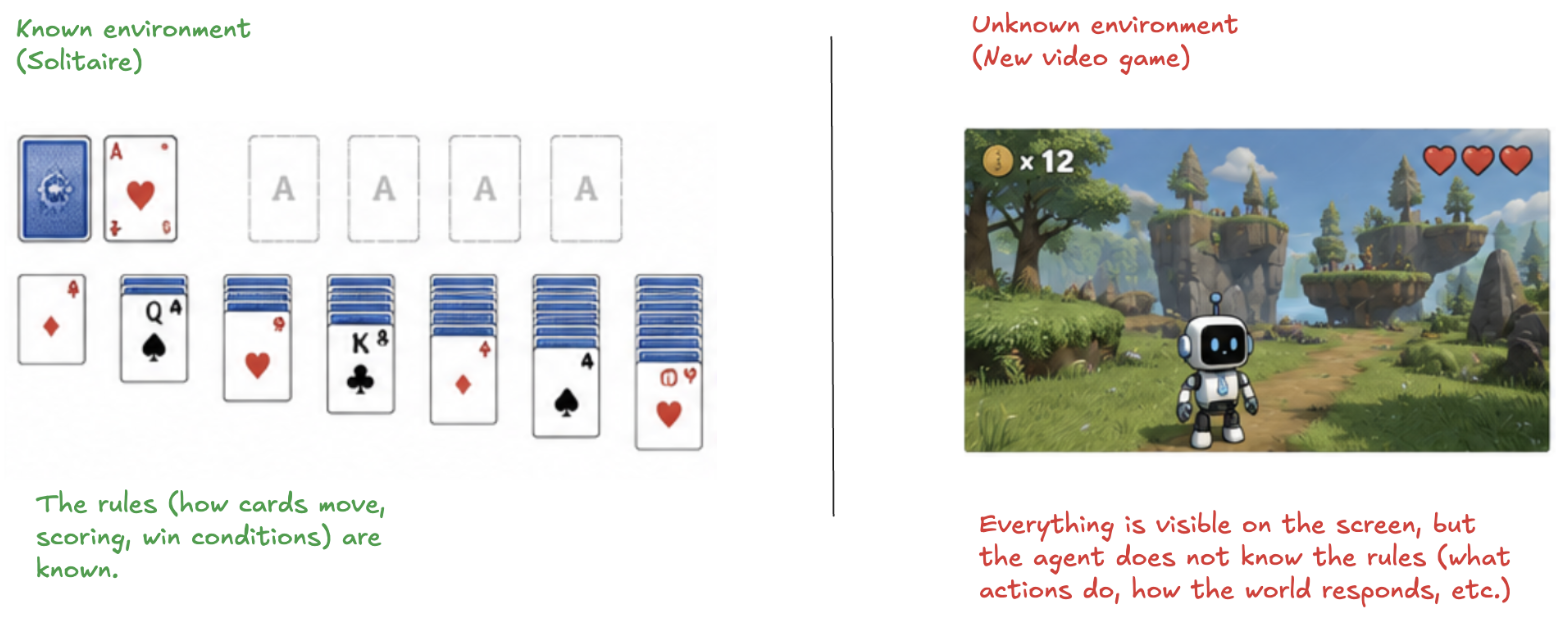 Known environment
(Solitaire)
Unknown environment
(New video game)
A
A
A
A
A
Q
K
x 12
The rules (how cards move,
scoring, win conditions) are
known.
Everything is visible on the screen, but
the agent does not know the rules (what
actions do, how the world responds, etc.)